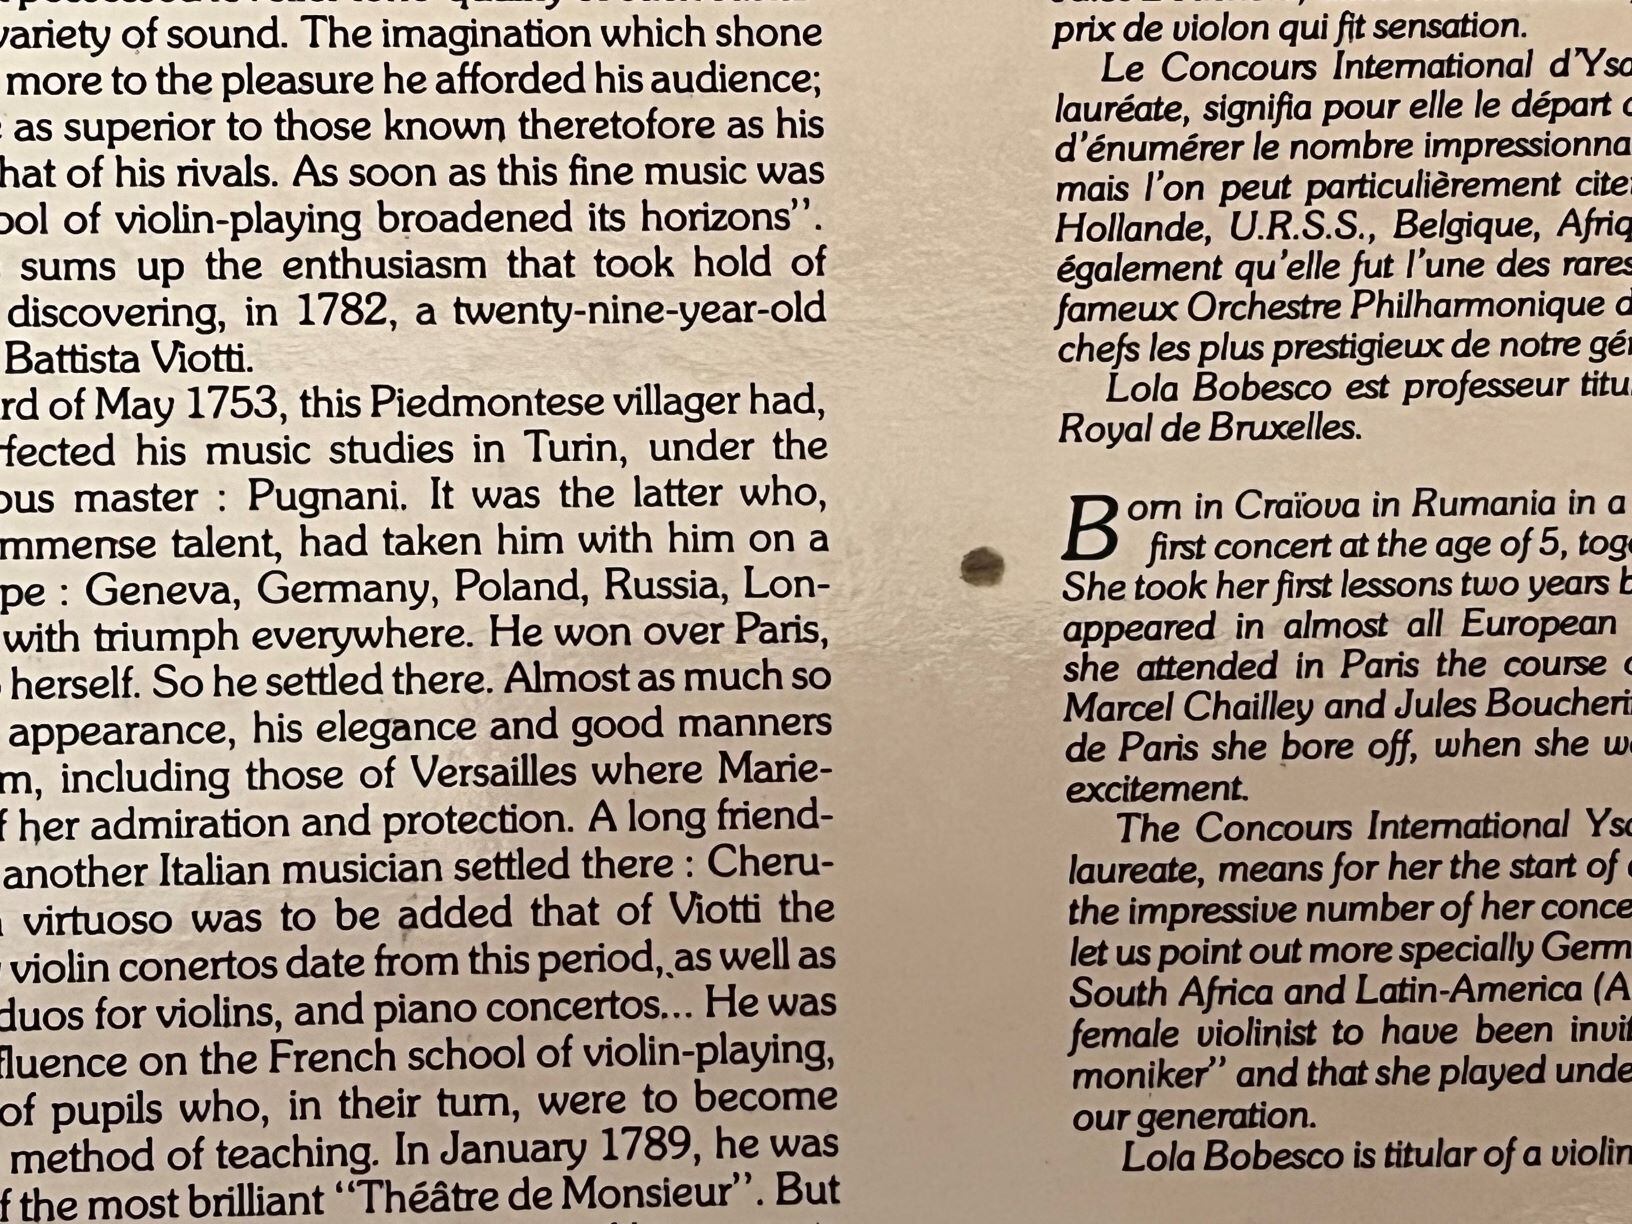 variety of sound. The imagination which shone
more to the pleasure he afforded his audience;
as superior to those known theretofore as his
hat of his rivals. As soon as this fine music was
ool of violin-playing broadened its horizons”.
sums up the enthusiasm that took hold of
discovering, in 1782, a twenty-nine-year-old
Battista Viotti.
rd of May 1753, this Piedmontese villager had,
rfected his music studies in Turin, under the
ous master : Pugnani. It was the latter who,
mmense talent, had taken him with him on a
pe : Geneva, Germany, Poland, Russia, Lon-
with triumph everywhere. He won over Paris,
herself. So he settled there. Almost as much so
appearance, his elegance and good manners
m, including those of Versailles where Marie-
f her admiration and protection. A long friend-
another Italian musician settled there : Cheru-
virtuoso was to be added that of Viotti the
violin conertos date from this period, as well as
duos for violins, and piano concertos... He was
fluence on the French school of violin-playing,
of pupils who, in their turn, were to become
method of teaching. In January 1789, he was
f the most brilliant “Théâtre de Monsieur”. But
prix de violon qui fit sensation.
Le Concours International d'Ysa
lauréate, signifia pour elle le départ
d'énumérer le nombre impressionna
mais l'on peut particulièrement cite
Hollande, U.R.S.S., Belgique, Afriq
également qu'elle fut l'une des rares
fameux Orchestre Philharmonique d
chefs les plus prestigieux de notre gé
Lola Bobesco est professeur titu
Royal de Bruxelles.
Born in Craïova in Rumania in a
first concert at the age of 5, toge
She took her first lessons two years b
appeared in almost all European
she attended in Paris the course
Marcel Chailley and Jules Boucheri
de Paris she bore off, when she w
excitement.
The Concours International Ysa
laureate, means for her the start of
the impressive number of her conce
let us point out more specially Germ
South Africa and Latin-America (A
female violinist to have been invi
moniker” and that she played unde
our generation.
Lola Bobesco is titular of a violin